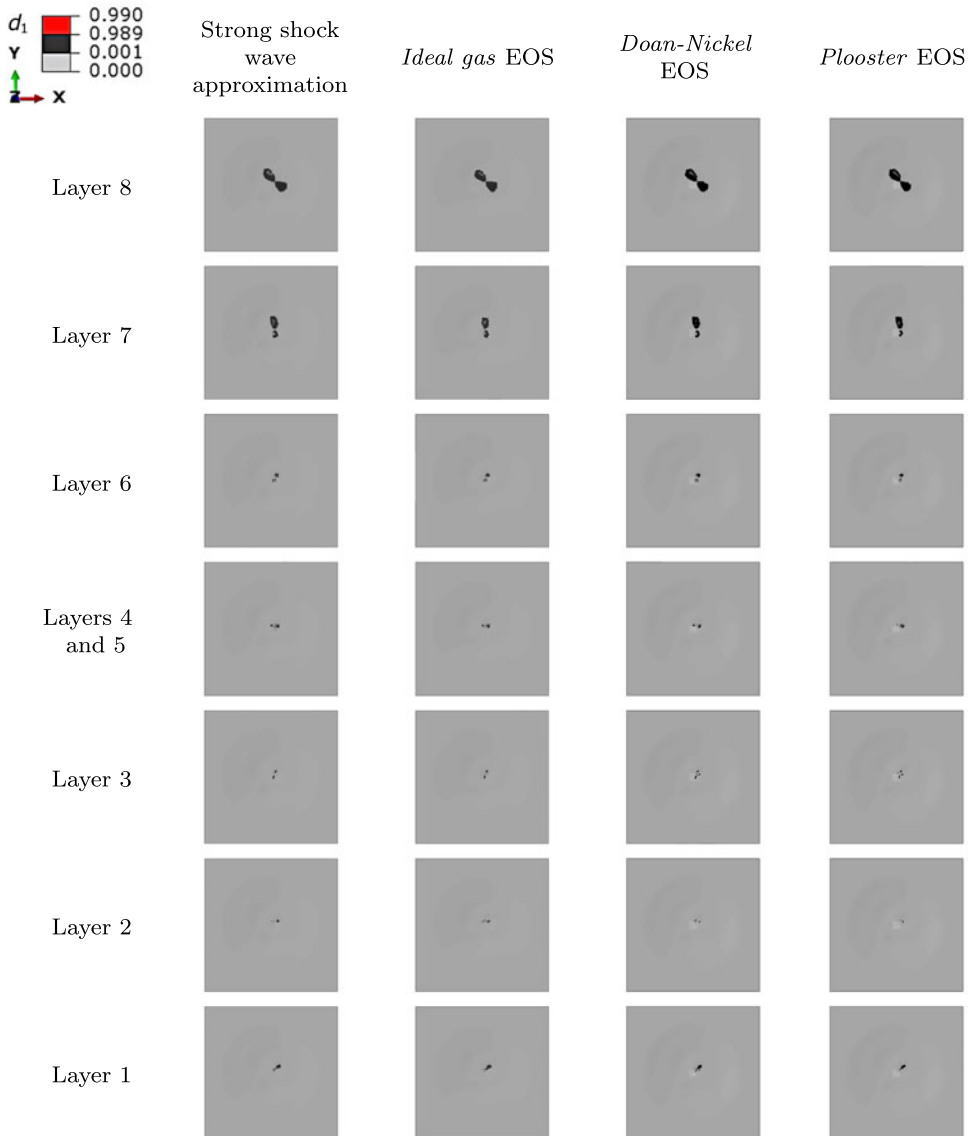 d1
0.990
0.989
0.001
0.000
Y
Z
X
Strong shock
wave
approximation
Ideal gas EOS
Doan-Nickel
EOS
Plooster EOS
Layer 8
Layer 7
Layer 6
Layers 4
and 5
Layer 3
Layer 2
Layer 1